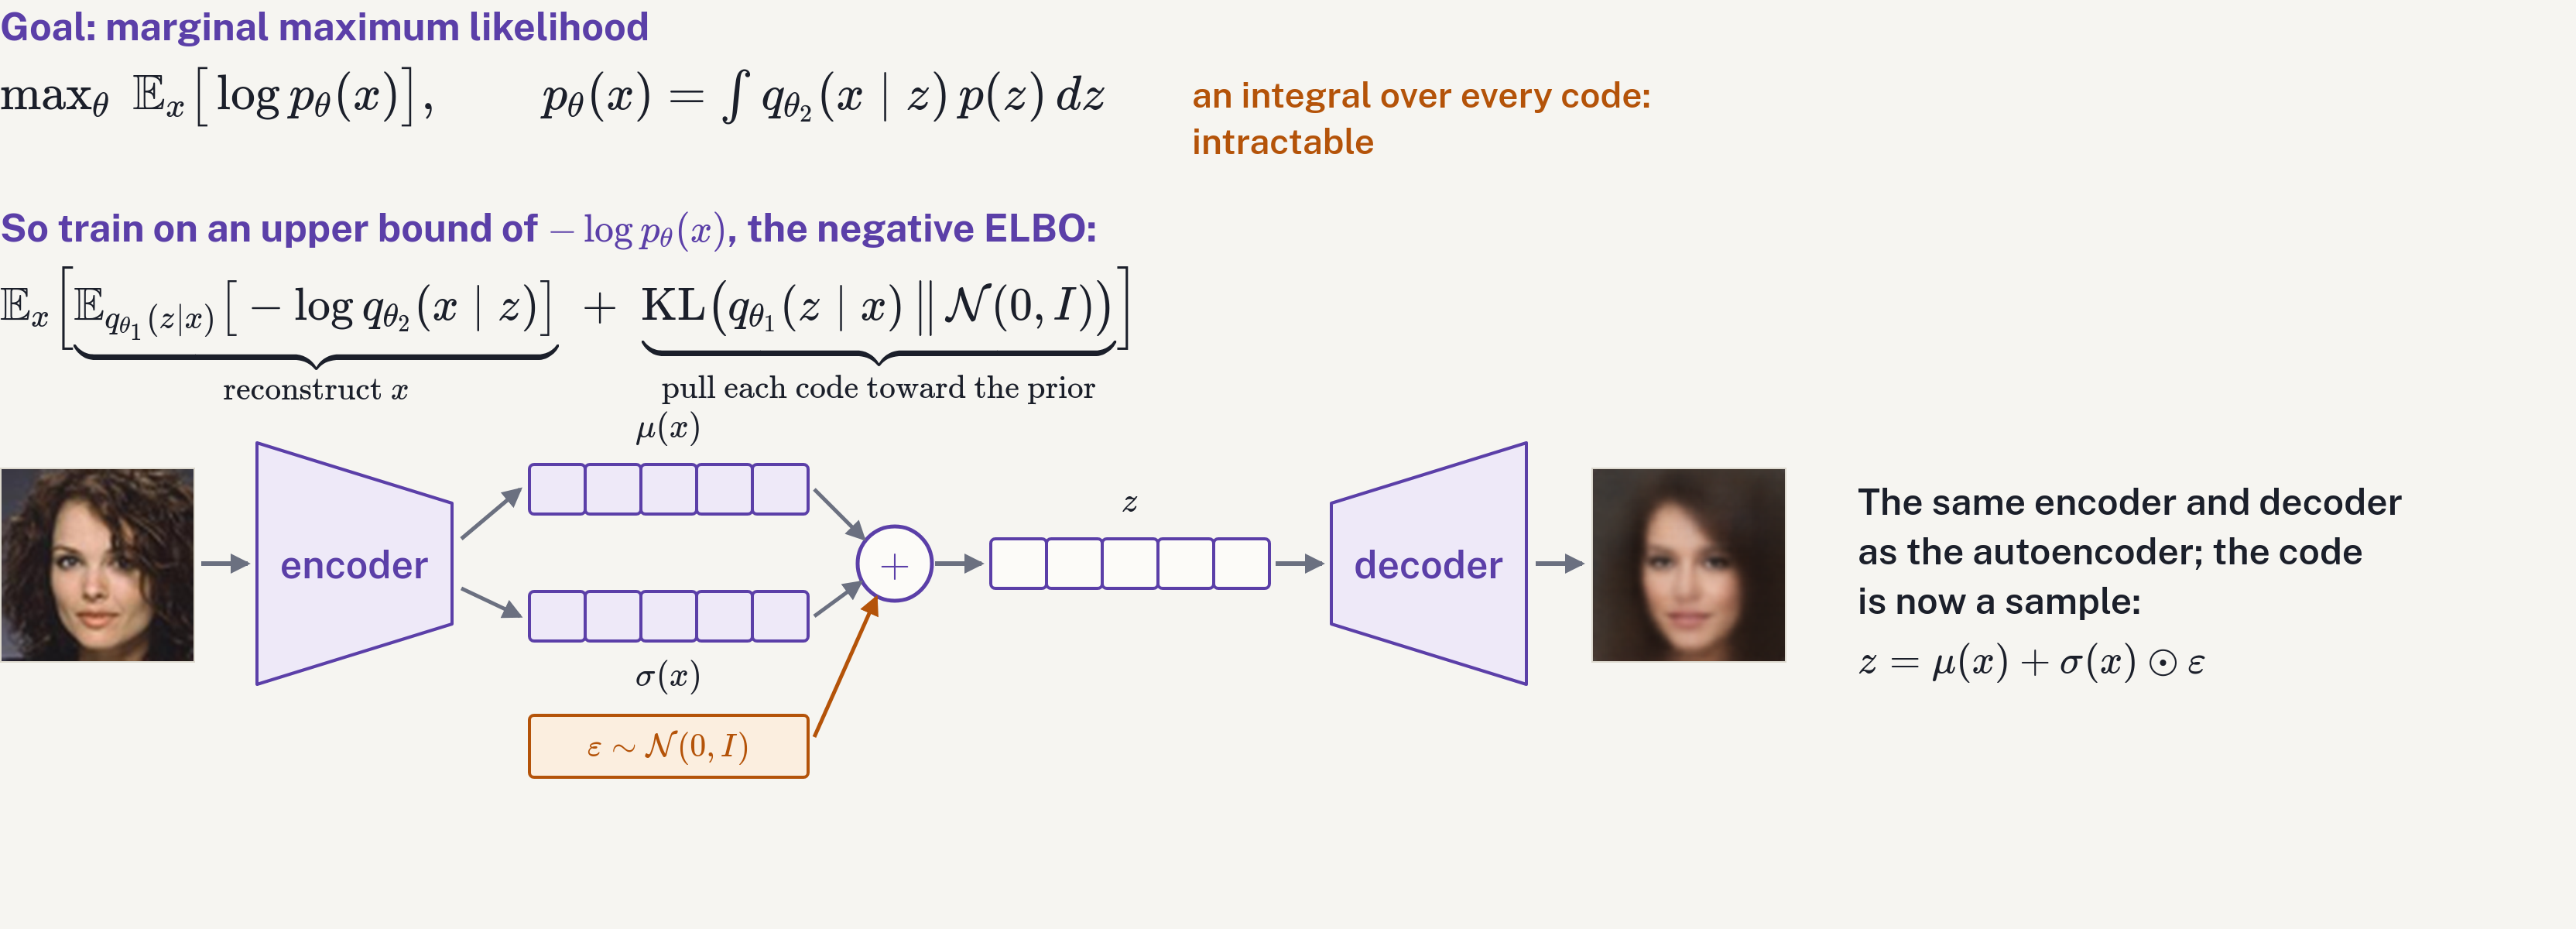 Goal: marginal maximum likelihood
max_θ 𝔼_x[ log p_θ(x)], p_θ(x) = ∫ q_θ₂(x | z) p(z) dz
an integral over every code:
intractable
So train on an upper bound of − log p_θ(x), the negative ELBO:
𝔼_x[𝔼_{q_θ₁(z|x)}[ − log q_θ₂(x | z)] + KL(q_θ₁(z | x) || 𝒩(0, I))]
reconstruct x
pull each code toward the prior
μ(x)
encoder
+
z
decoder
σ(x)
ε ∼ 𝒩(0, I)
The same encoder and decoder
as the autoencoder; the code
is now a sample:
z = μ(x) + σ(x) ⊙ ε